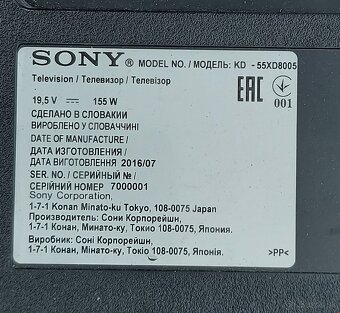 SONY® MODEL NO. / МОДЕЛЬ: KD - 55XD8005
Television / Телевизор / Телевізор
19,5 V ⎓ 155 W
EAC
001
СДЕЛАНО В СЛОВАКИИ
ВИРОБЛЕНО У СЛОВАЧЧИНІ
DATE OF MANUFACTURE /
ДАТА ИЗГОТОВЛЕНИЯ /
ДАТА ВИГОТОВЛЕННЯ 2016/07
SER. NO. / СЕРИЙНЫЙ № /
СЕРІЙНИЙ НОМЕР 7000001
Sony Corporation,
1-7-1 Konan Minato-ku Tokyo, 108-0075 Japan
Производитель: Сони Корпорейшн,
1-7-1 Конан, Минато-ку, Токио 108-0075, Япония.
Виробник: Соні Корпорейшн,
1-7-1 Конан, Мінато-ку, Токіо 108-0075, Японія.
>PP<